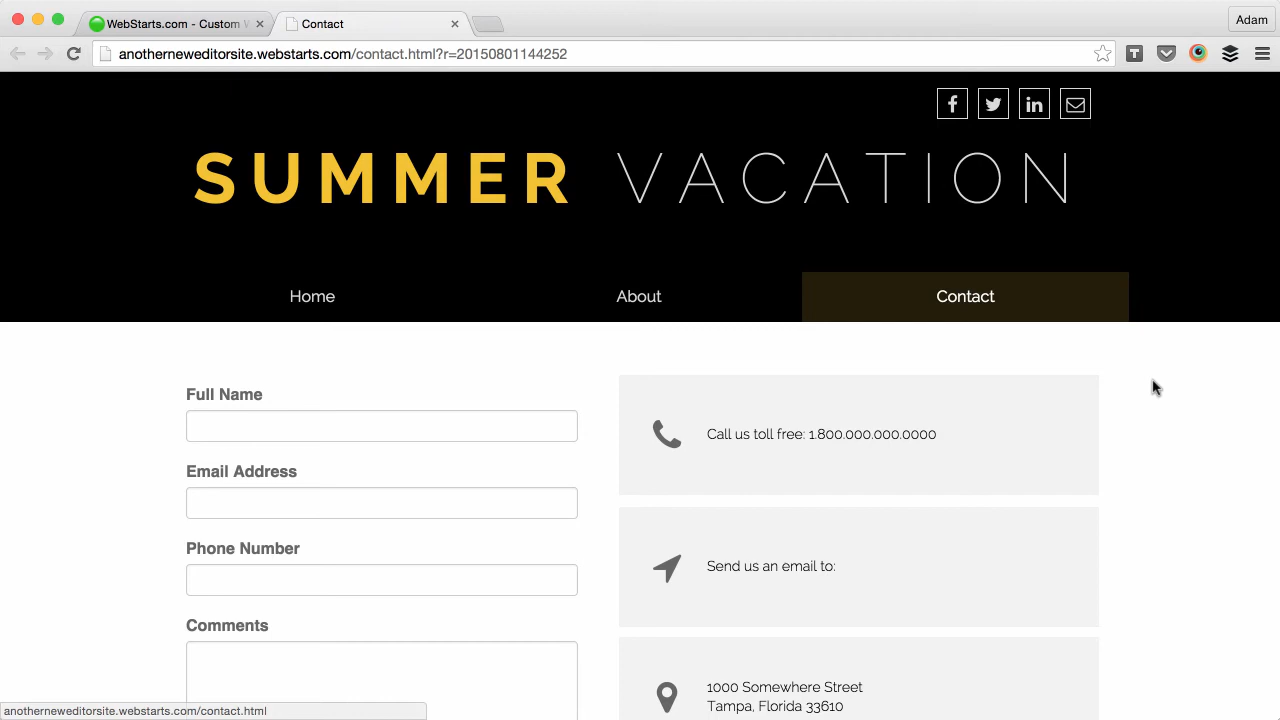 WebStarts.com - Custom
Contact
Adam
anotherneweditorsite.webstarts.com/contact.html?r=20150801144252
SUMMER VACATION
Home
About
Contact
Full Name
Email Address
Phone Number
Comments
Call us toll free: 1.800.000.000.0000
Send us an email to:
1000 Somewhere Street
Tampa, Florida 33610
anotherneweditorsite.webstarts.com/contact.html